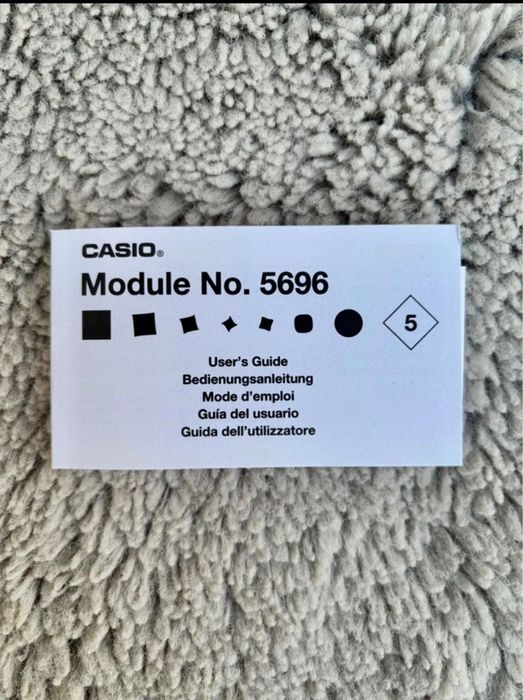 CASIO®
Module No. 5696
5
User's Guide
Bedienungsanleitung
Mode d'emploi
Guía del usuario
Guida dell'utilizzatore